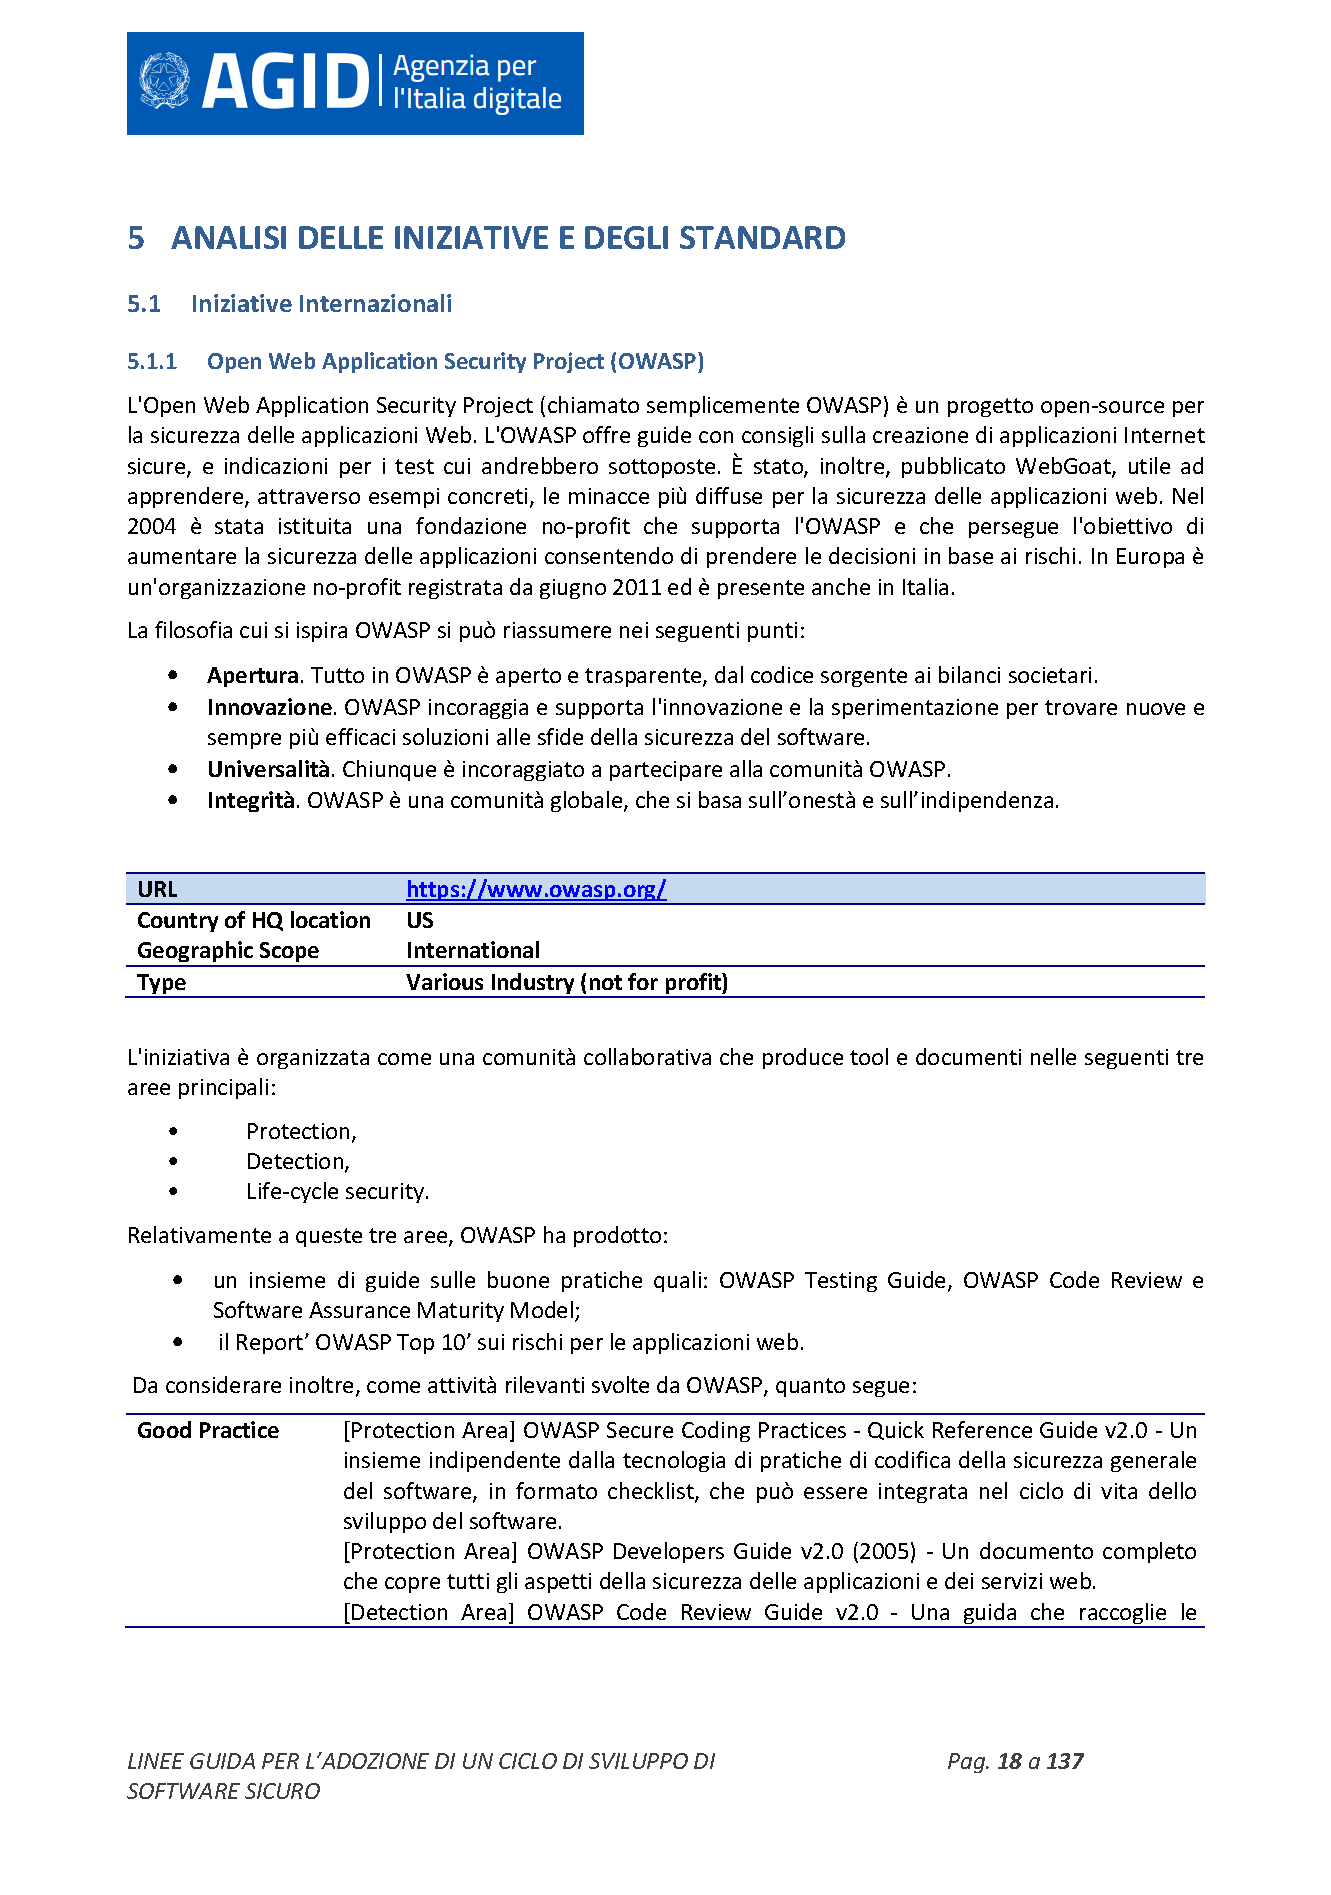 AGID Agenzia per
l'Italia digitale
5 ANALISI DELLE INIZIATIVE E DEGLI STANDARD
5.1 Iniziative Internazionali
5.1.1 Open Web Application Security Project (OWASP)
L'Open Web Application Security Project (chiamato semplicemente OWASP) è un progetto open-source per
la sicurezza delle applicazioni Web. L'OWASP offre guide con consigli sulla creazione di applicazioni Internet
sicure, e indicazioni per i test cui andrebbero sottoposte. È stato, inoltre, pubblicato WebGoat, utile ad
apprendere, attraverso esempi concreti, le minacce più diffuse per la sicurezza delle applicazioni web. Nel
2004 è stata istituita una fondazione no-profit che supporta l'OWASP e che persegue l'obiettivo di
aumentare la sicurezza delle applicazioni consentendo di prendere le decisioni in base ai rischi. In Europa è
un'organizzazione no-profit registrata da giugno 2011 ed è presente anche in Italia.
La filosofia cui si ispira OWASP si può riassumere nei seguenti punti:
• Apertura. Tutto in OWASP è aperto e trasparente, dal codice sorgente ai bilanci societari.
• Innovazione. OWASP incoraggia e supporta l'innovazione e la sperimentazione per trovare nuove e
sempre più efficaci soluzioni alle sfide della sicurezza del software.
• Universalità. Chiunque è incoraggiato a partecipare alla comunità OWASP.
• Integrità. OWASP è una comunità globale, che si basa sull’onestà e sull’indipendenza.
URL https://www.owasp.org/
Country of HQ location US
Geographic Scope International
Type Various Industry (not for profit)
L'iniziativa è organizzata come una comunità collaborativa che produce tool e documenti nelle seguenti tre
aree principali:
• Protection,
• Detection,
• Life-cycle security.
Relativamente a queste tre aree, OWASP ha prodotto:
• un insieme di guide sulle buone pratiche quali: OWASP Testing Guide, OWASP Code Review e
Software Assurance Maturity Model;
• il Report’ OWASP Top 10’ sui rischi per le applicazioni web.
Da considerare inoltre, come attività rilevanti svolte da OWASP, quanto segue:
Good Practice [Protection Area] OWASP Secure Coding Practices - Quick Reference Guide v2.0 - Un
insieme indipendente dalla tecnologia di pratiche di codifica della sicurezza generale
del software, in formato checklist, che può essere integrata nel ciclo di vita dello
sviluppo del software.
[Protection Area] OWASP Developers Guide v2.0 (2005) - Un documento completo
che copre tutti gli aspetti della sicurezza delle applicazioni e dei servizi web.
[Detection Area] OWASP Code Review Guide v2.0 - Una guida che raccoglie le
LINEE GUIDA PER L’ADOZIONE DI UN CICLO DI SVILUPPO DI Pag. 18 a 137
SOFTWARE SICURO